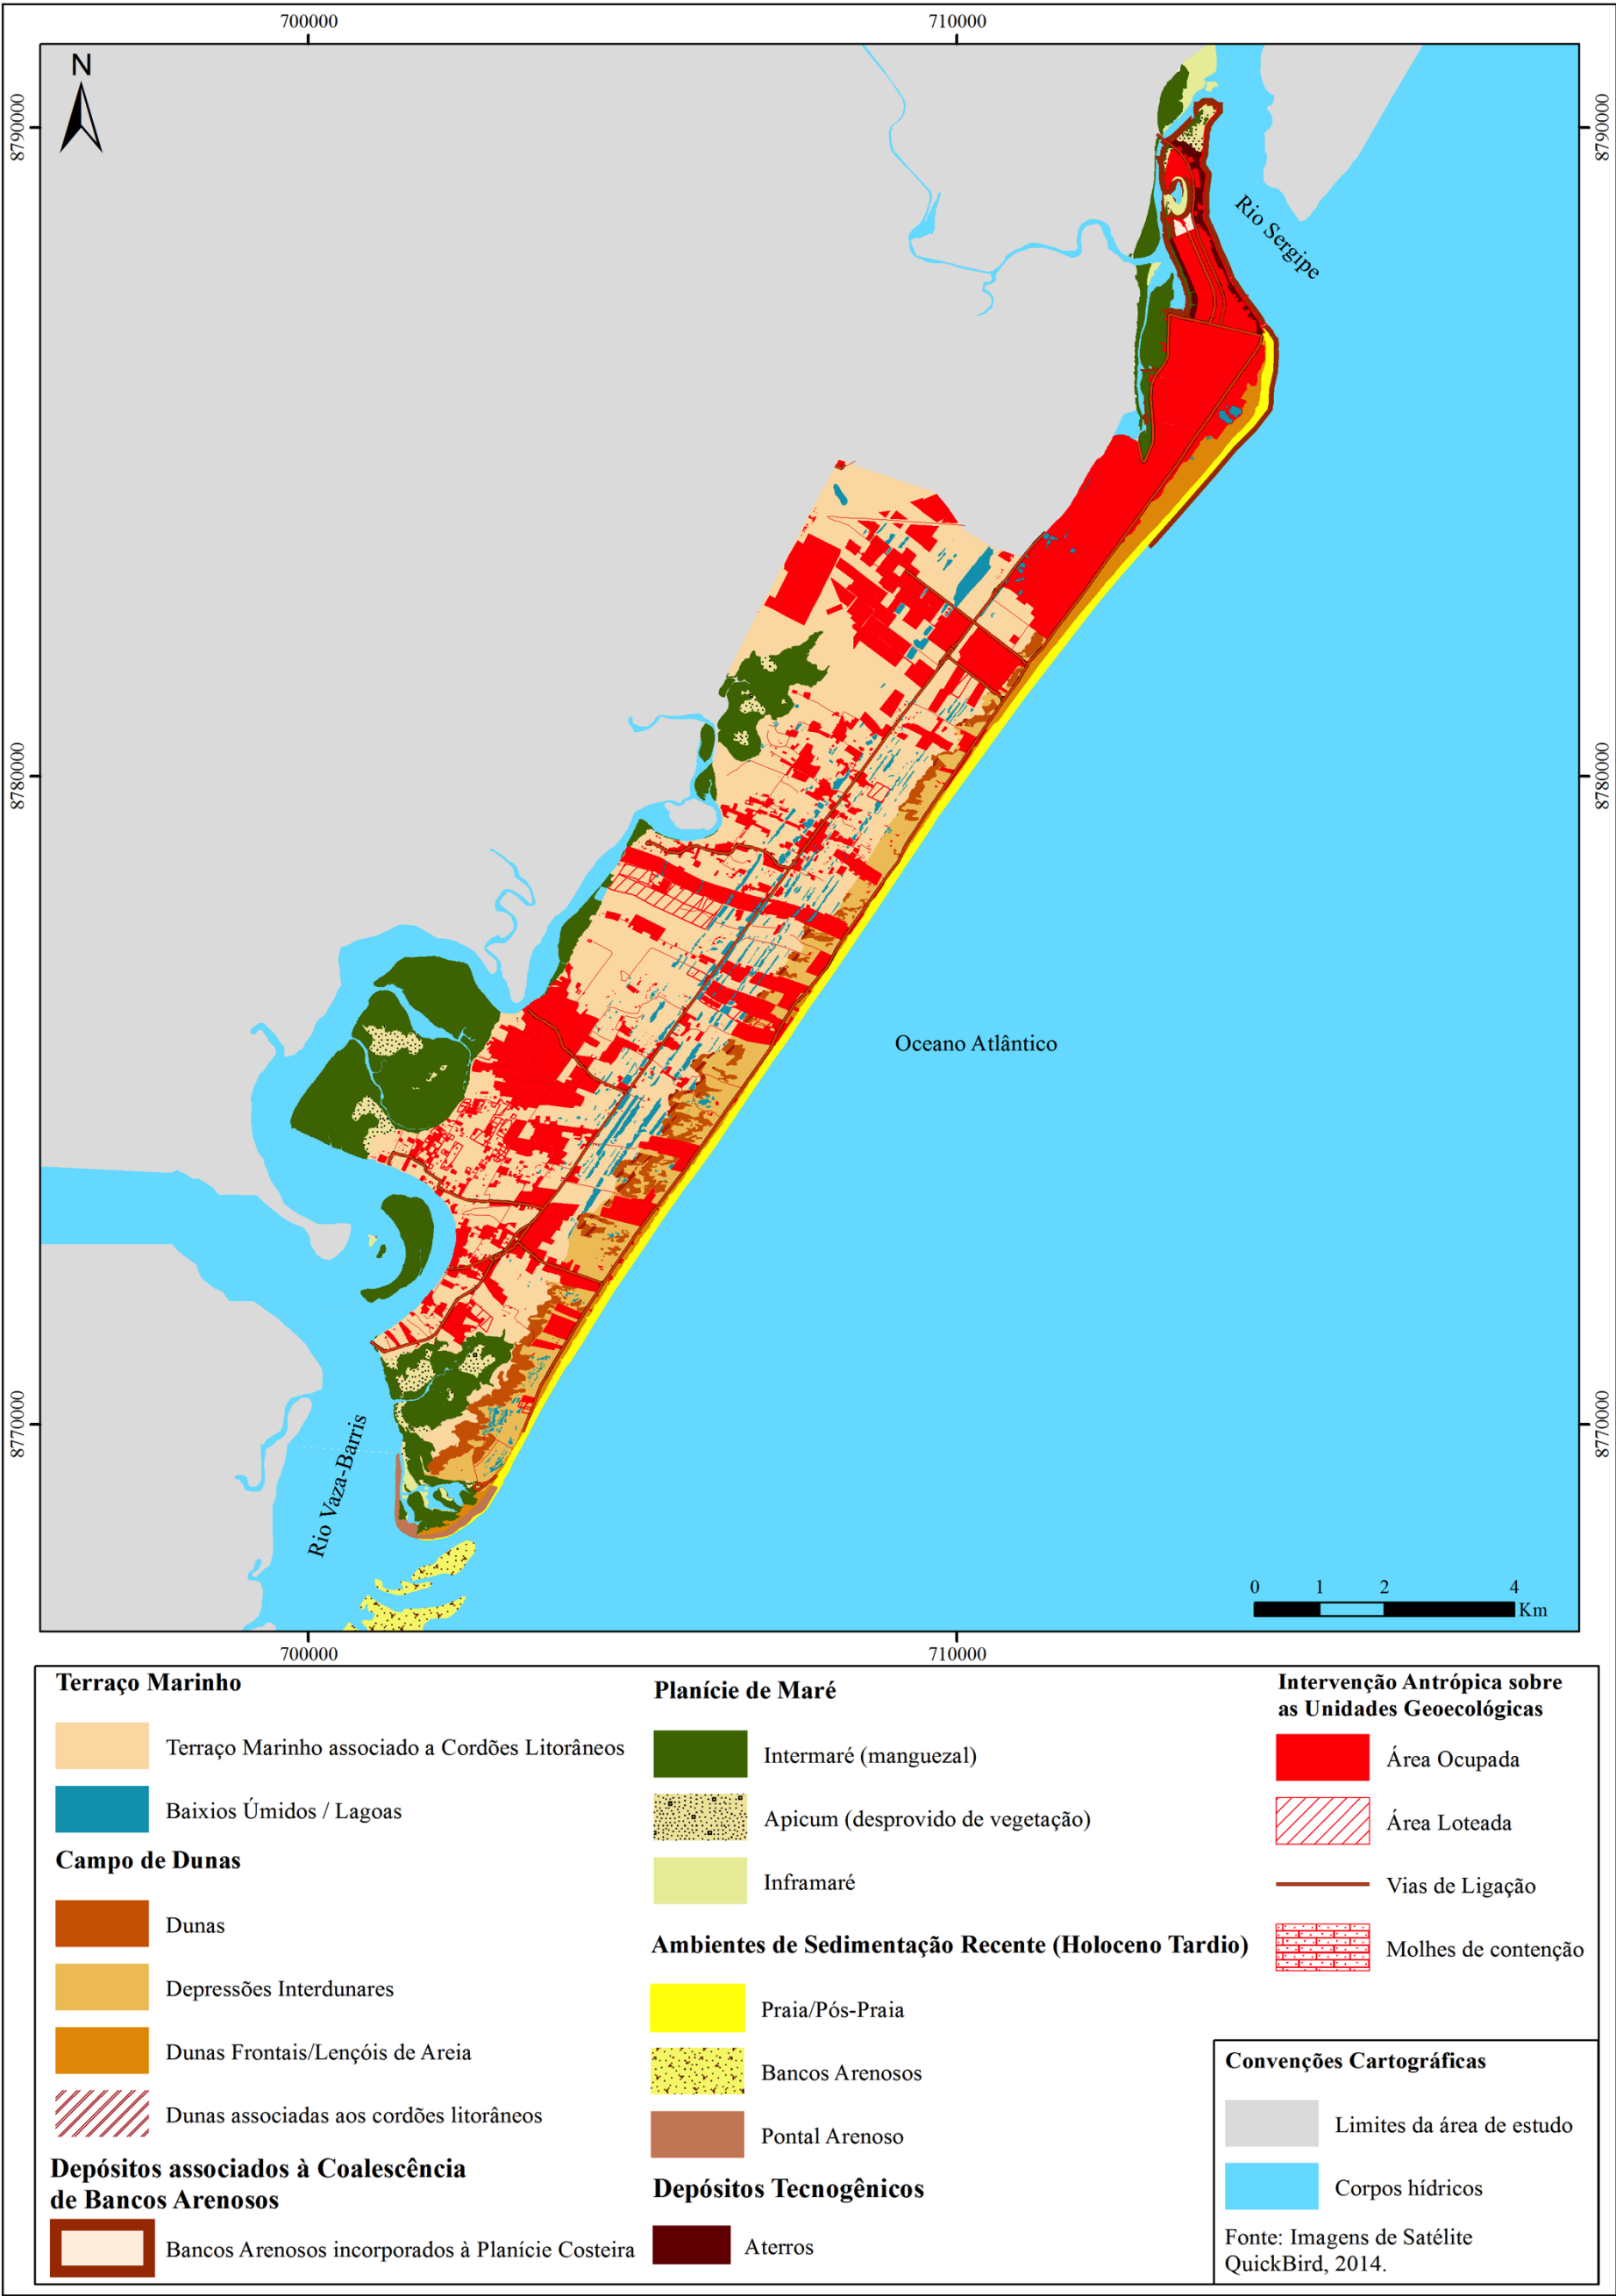 700000
710000
N
8790000
8790000
Rio Sergipe
8780000
8780000
Oceano Atlântico
8770000
8770000
Rio Vaza-Barris
0 1 2 4
Km
700000
710000
Terraço Marinho
Terraço Marinho associado a Cordões Litorâneos
Baixios Úmidos / Lagoas
Campo de Dunas
Dunas
Depressões Interdunares
Dunas Frontais/Lençóis de Areia
Dunas associadas aos cordões litorâneos
Depósitos associados à Coalescência
de Bancos Arenosos
Bancos Arenosos incorporados à Planície Costeira
Planície de Maré
Intermaré (manguezal)
Apicum (desprovido de vegetação)
Inframaré
Ambientes de Sedimentação Recente (Holoceno Tardio)
Praia/Pós-Praia
Bancos Arenosos
Pontal Arenoso
Depósitos Tecnogênicos
Aterros
Intervenção Antrópica sobre
as Unidades Geoecológicas
Área Ocupada
Área Loteada
Vias de Ligação
Molhes de contenção
Convenções Cartográficas
Limites da área de estudo
Corpos hídricos
Fonte: Imagens de Satélite
QuickBird, 2014.